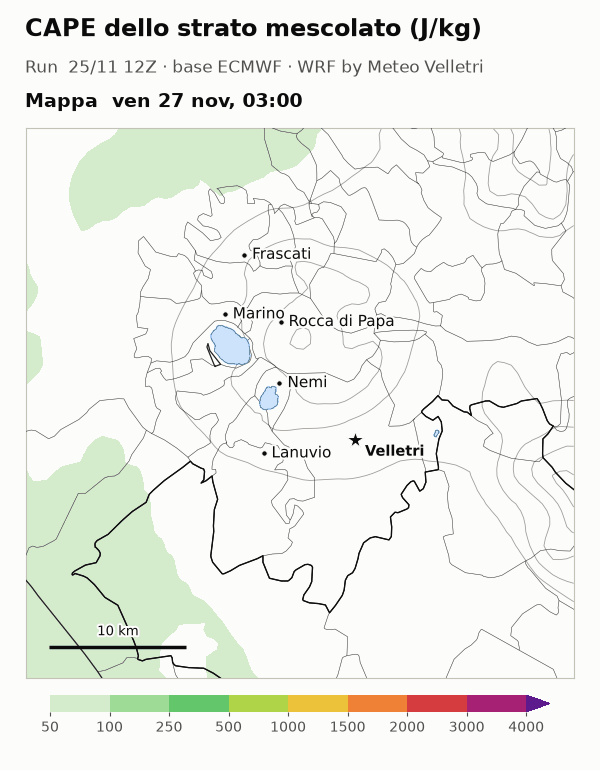 CAPE dello strato mescolato (J/kg)
Run  25/11 12Z · base ECMWF · WRF by Meteo Velletri
Mappa  ven 27 nov, 03:00
Frascati
Marino
Rocca di Papa
Nemi
Velletri
Lanuvio
10 km
50 100 250 500 1000 1500 2000 3000 4000